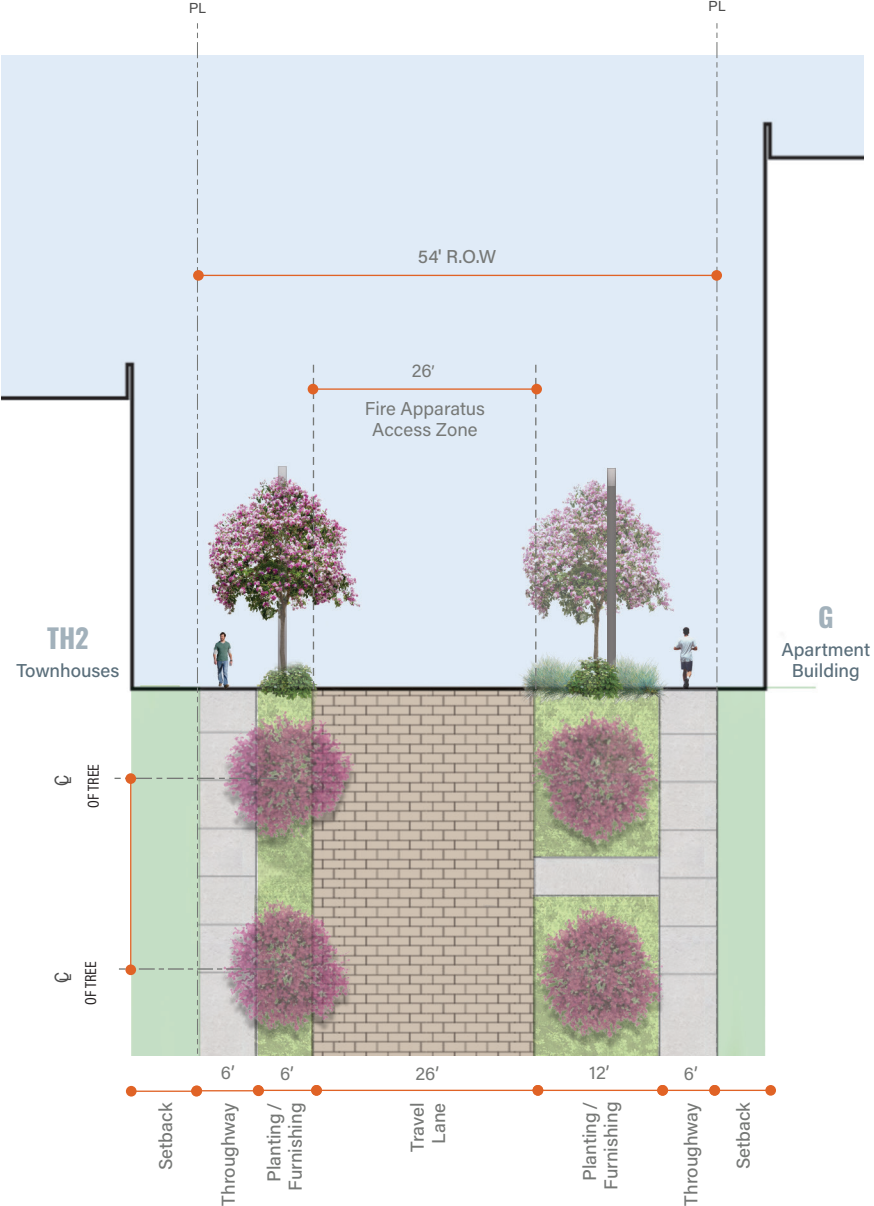 PL
PL
54' R.O.W
26′
Fire Apparatus
Access Zone
TH2
Townhouses
G
Apartment
Building
℄
OF TREE
℄
OF TREE
6′
6′
26′
12′
6′
Setback
Throughway
Planting /
Furnishing
Travel
Lane
Planting /
Furnishing
Throughway
Setback